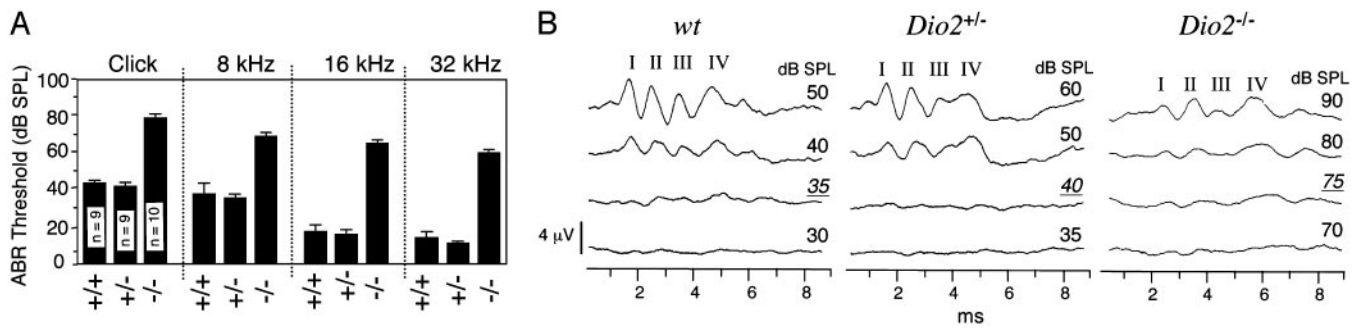 A
Click 8 kHz 16 kHz 32 kHz
ABR Threshold (dB SPL)
100
80
60
40
20
0
n = 9 n = 9 n = 10
+/+ +/- -/- +/+ +/- -/- +/+ +/- -/- +/+ +/- -/-
B
wt
I II III IV
dB SPL
50
40
35
30
4 µV
2 4 6 8
Dio2+/-
I II III IV
dB SPL
60
50
40
35
2 4 6 8
ms
Dio2-/-
I II III IV
dB SPL
90
80
75
70
2 4 6 8